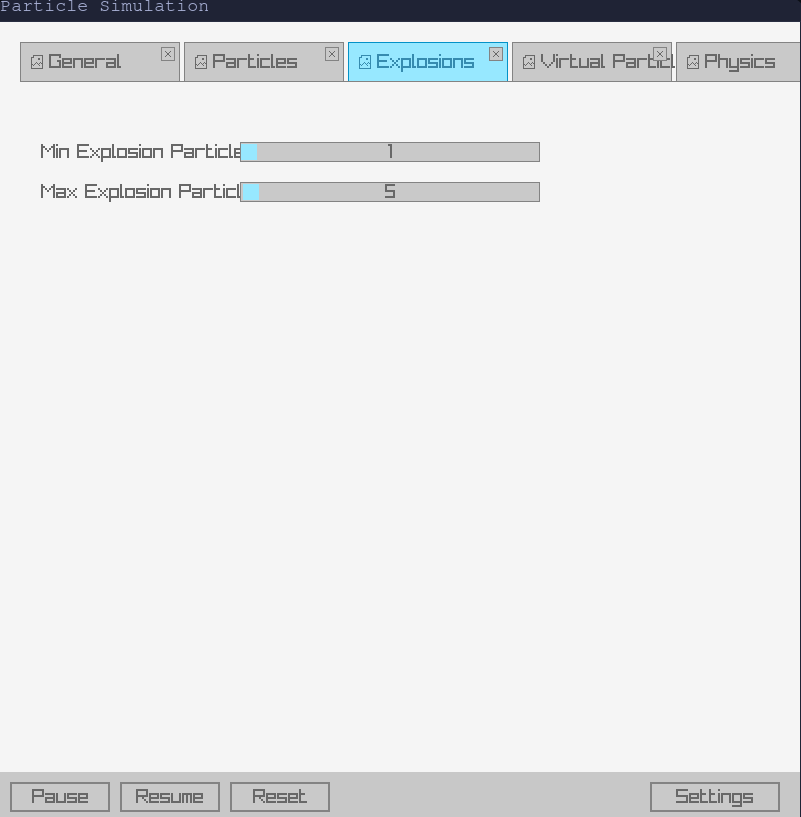 Particle Simulation
General Particles Explosions Virtual Particl Physics
Min Explosion Particle 1
Max Explosion Particl 5
Pause Resume Reset Settings